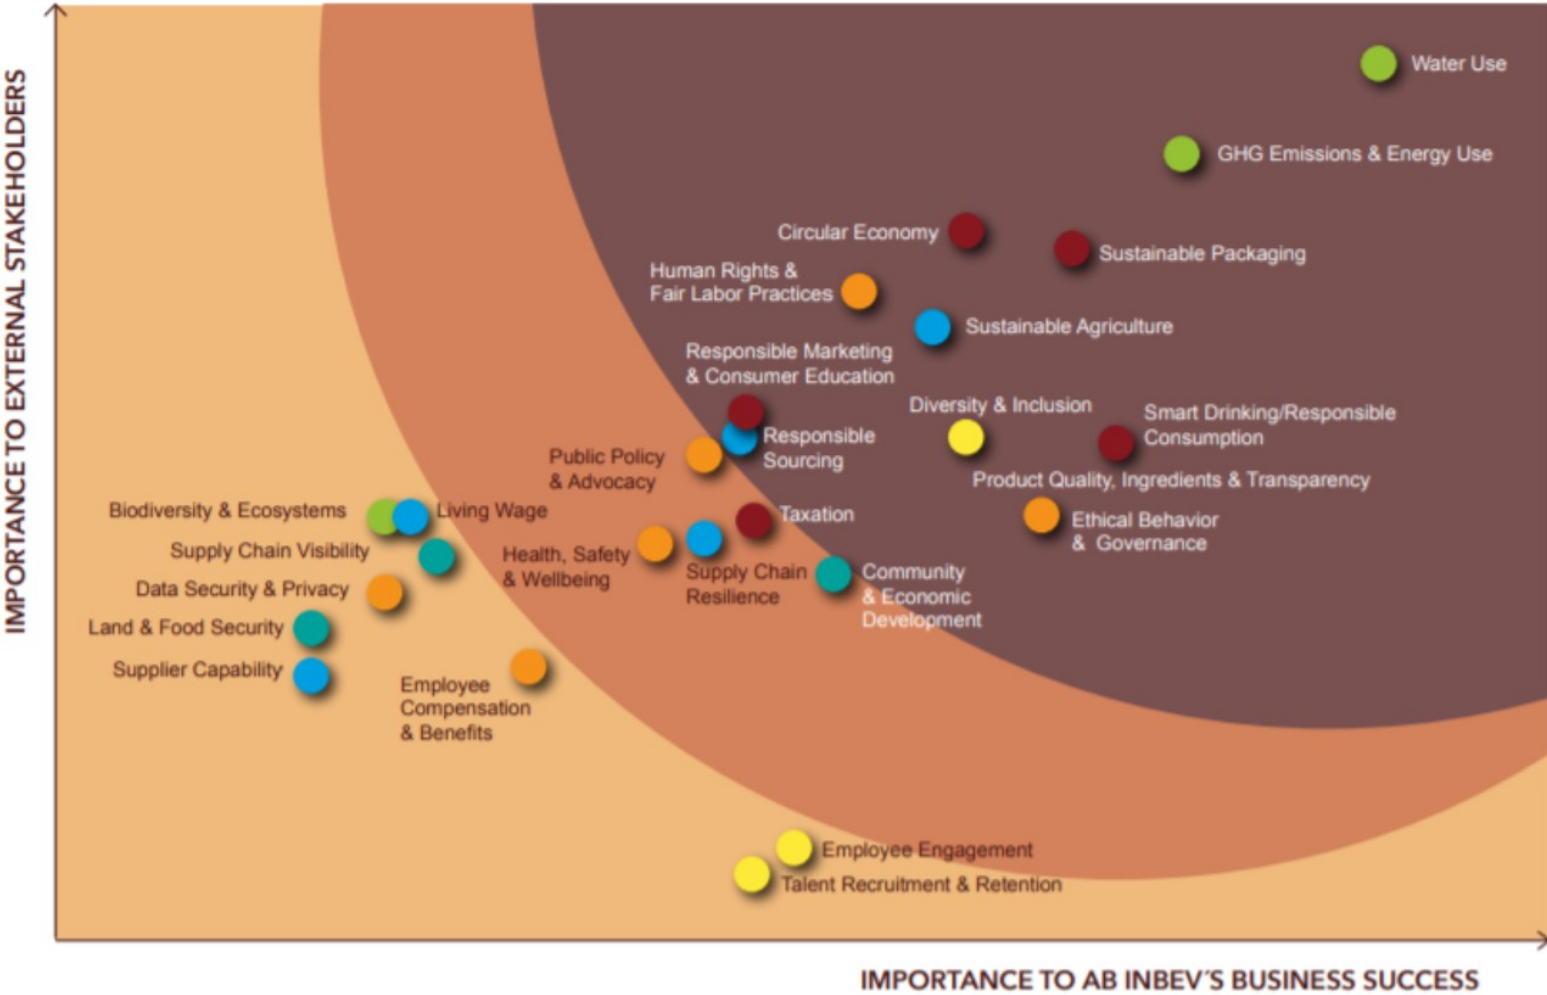 IMPORTANCE TO EXTERNAL STAKEHOLDERS
Water Use
GHG Emissions & Energy Use
Circular Economy
Sustainable Packaging
Human Rights &
Fair Labor Practices
Sustainable Agriculture
Responsible Marketing
& Consumer Education
Diversity & Inclusion
Smart Drinking/Responsible
Consumption
Responsible
Sourcing
Public Policy
& Advocacy
Product Quality, Ingredients & Transparency
Biodiversity & Ecosystems
Living Wage
Taxation
Ethical Behavior
& Governance
Supply Chain Visibility
Health, Safety
& Wellbeing
Supply Chain
Resilience
Community
& Economic
Development
Data Security & Privacy
Land & Food Security
Supplier Capability
Employee
Compensation
& Benefits
Employee Engagement
Talent Recruitment & Retention
IMPORTANCE TO AB INBEV´S BUSINESS SUCCESS